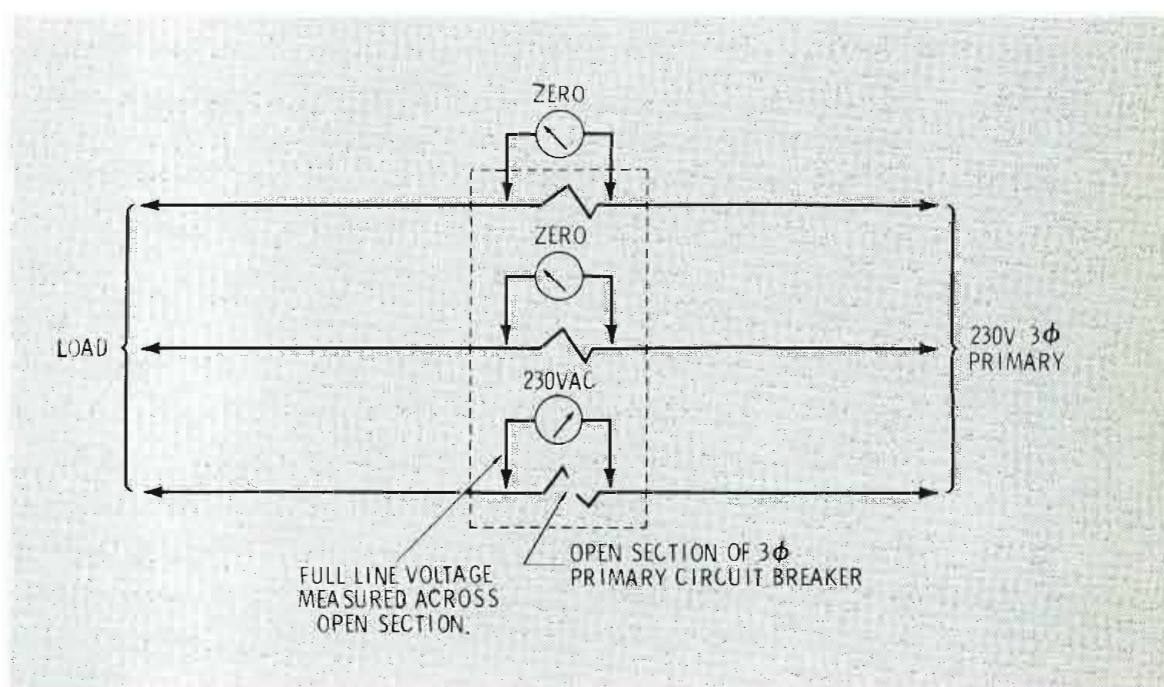 ZERO
ZERO
LOAD
230V 3ϕ
PRIMARY
230VAC
OPEN SECTION OF 3ϕ
PRIMARY CIRCUIT BREAKER
FULL LINE VOLTAGE
MEASURED ACROSS
OPEN SECTION.